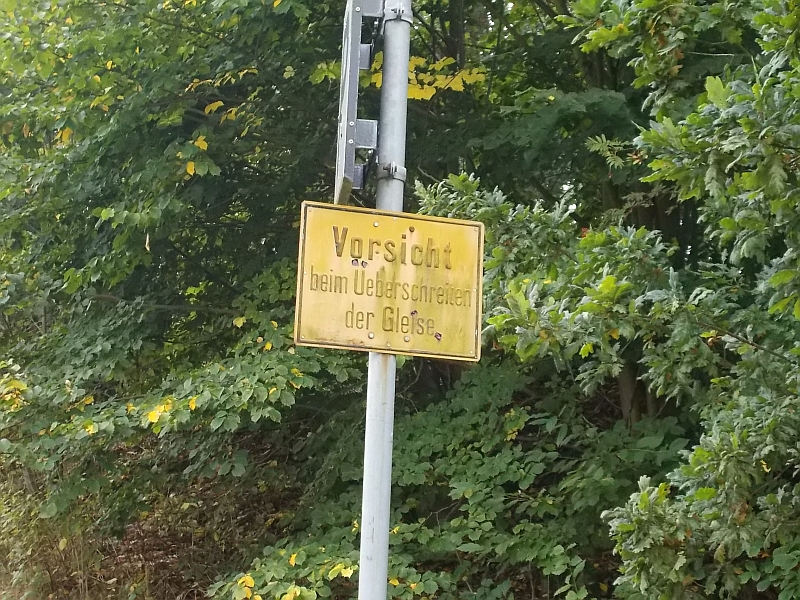 Vorsicht
beim Ueberschreiten
der Gleise